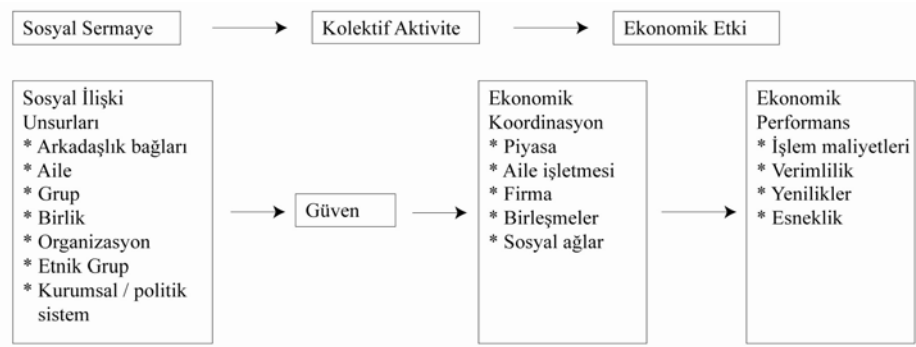 Sosyal Sermaye
Kolektif Aktivite
Ekonomik Etki
Sosyal İlişki
Unsurları
* Arkadaşlık bağları
* Aile
* Grup
* Birlik
* Organizasyon
* Etnik Grup
* Kurumsal / politik
sistem
Güven
Ekonomik
Koordinasyon
* Piyasa
* Aile işletmesi
* Firma
* Birleşmeler
* Sosyal ağlar
Ekonomik
Performans
* İşlem maliyetleri
* Verimlilik
* Yenilikler
* Esneklik